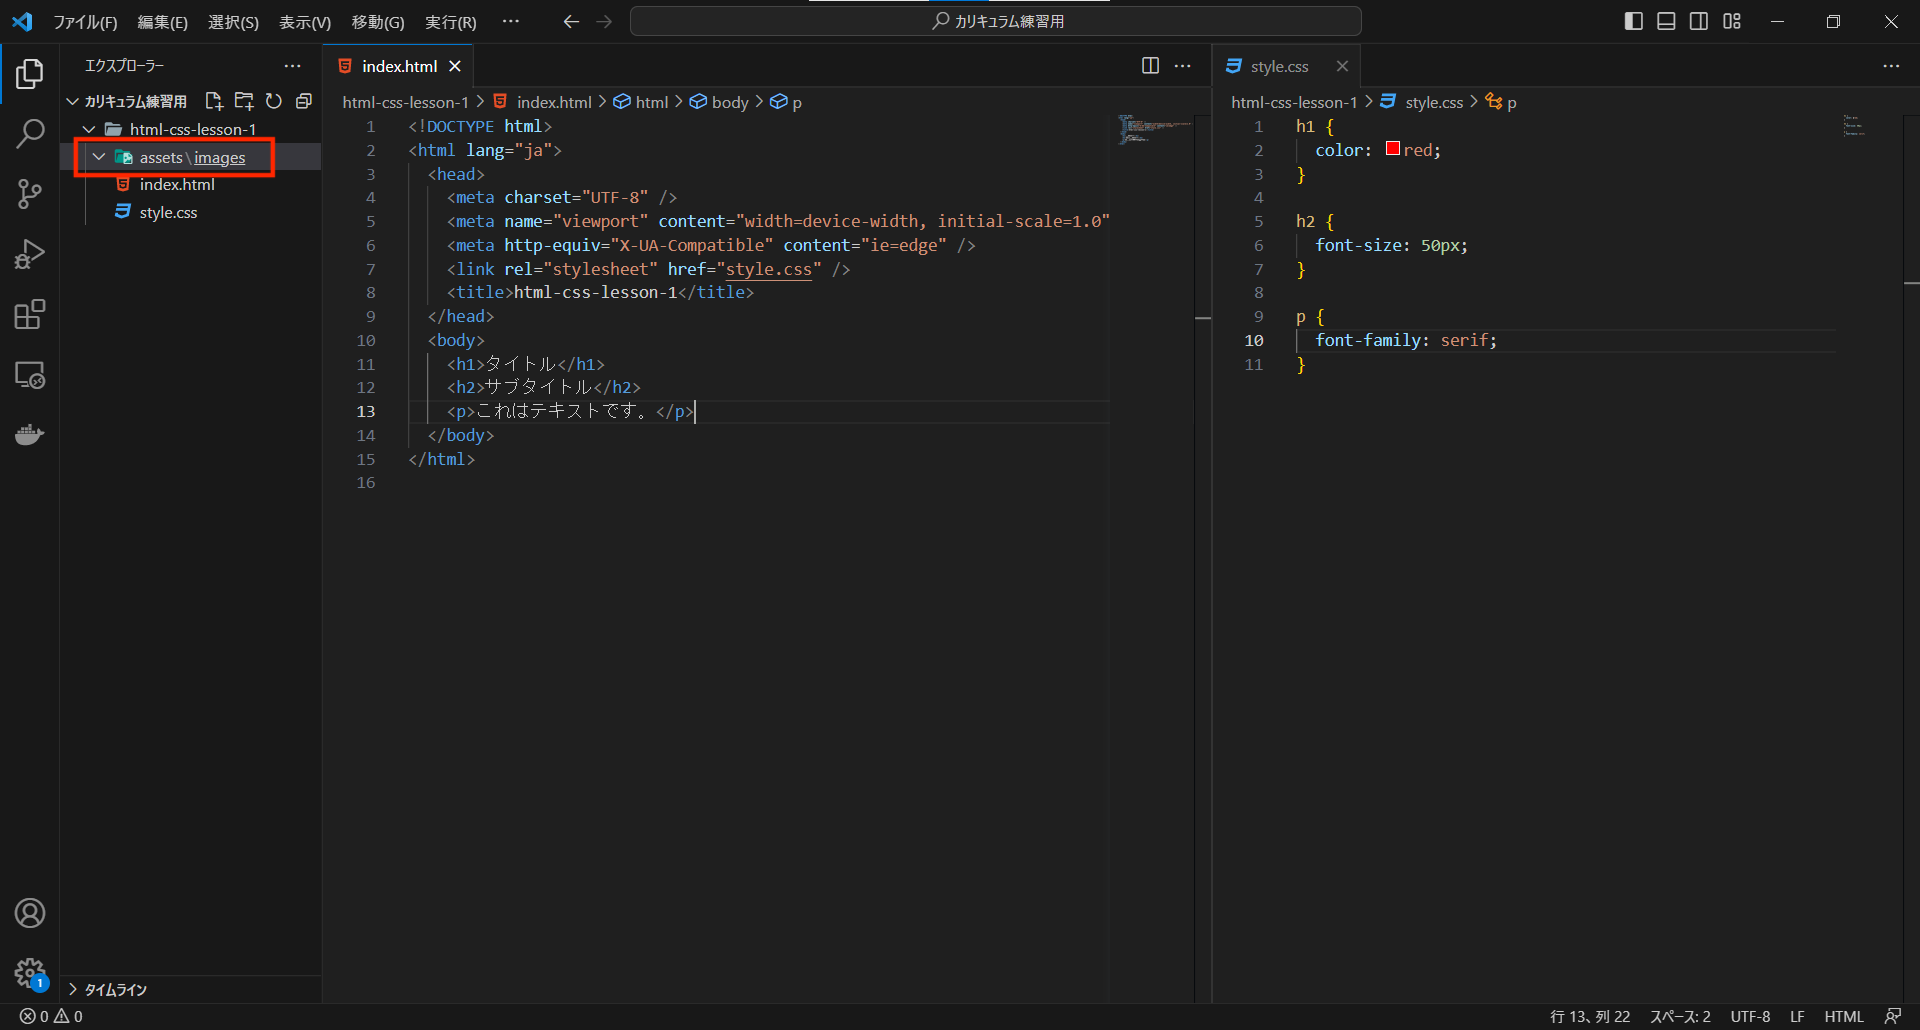 ファイル(F) 編集(E) 選択(S) 表示(V) 移動(G) 実行(R) ··· カリキュラム練習用
エクスプローラー ···
カリキュラム練習用
html-css-lesson-1
assets\images
index.html
style.css
タイムライン
1
index.html
html-css-lesson-1 > index.html > html > body > p
1 <!DOCTYPE html>
2 <html lang="ja">
3 <head>
4 <meta charset="UTF-8" />
5 <meta name="viewport" content="width=device-width, initial-scale=1.0"
6 <meta http-equiv="X-UA-Compatible" content="ie=edge" />
7 <link rel="stylesheet" href="style.css" />
8 <title>html-css-lesson-1</title>
9 </head>
10 <body>
11 <h1>タイトル</h1>
12 <h2>サブタイトル</h2>
13 <p>これはテキストです。</p>
14 </body>
15 </html>
16
style.css
html-css-lesson-1 > style.css > p
1 h1 {
2 color: red;
3 }
4
5 h2 {
6 font-size: 50px;
7 }
8
9 p {
10 font-family: serif;
11 }
0 0 行 13、列 22 スペース: 2 UTF-8 LF HTML